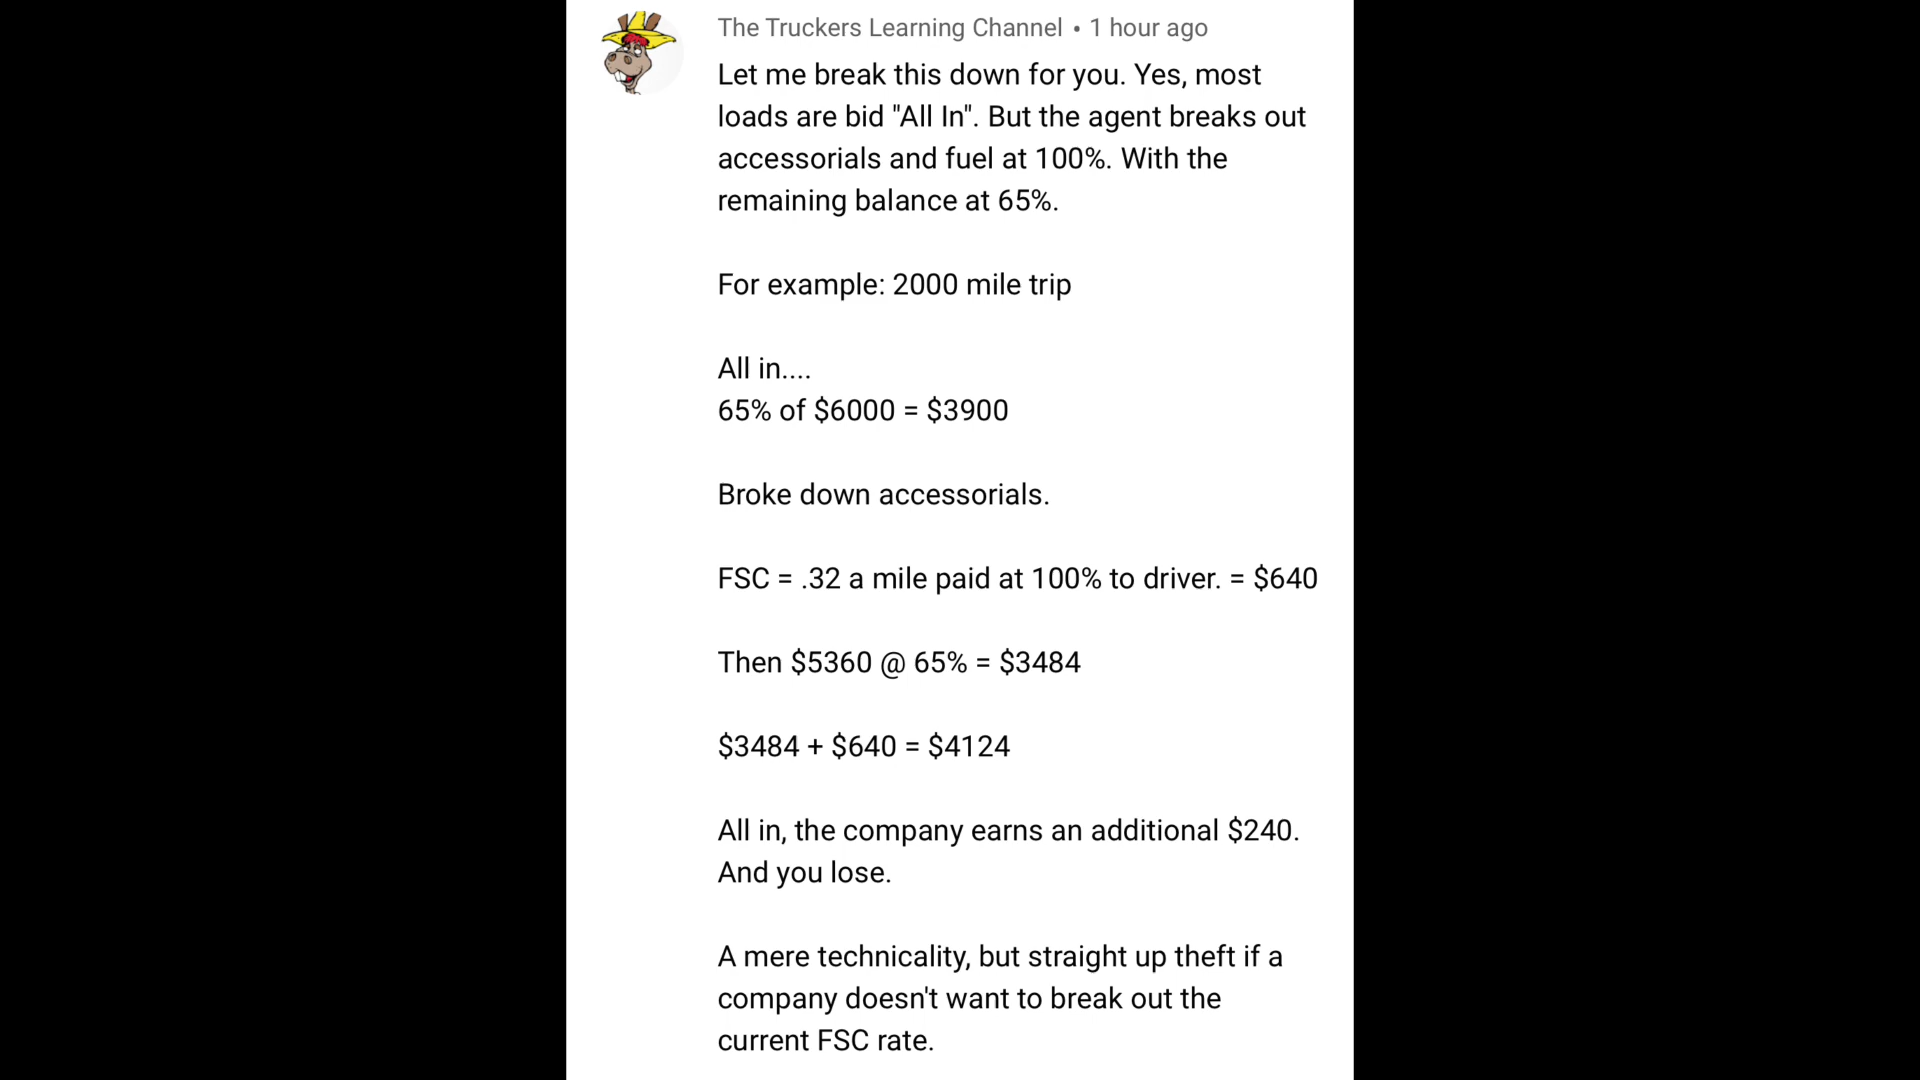 The Truckers Learning Channel • 1 hour ago
Let me break this down for you. Yes, most
loads are bid "All In". But the agent breaks out
accessorials and fuel at 100%. With the
remaining balance at 65%.
For example: 2000 mile trip
All in....
65% of $6000 = $3900
Broke down accessorials.
FSC = .32 a mile paid at 100% to driver. = $640
Then $5360 @ 65% = $3484
$3484 + $640 = $4124
All in, the company earns an additional $240.
And you lose.
A mere technicality, but straight up theft if a
company doesn't want to break out the
current FSC rate.